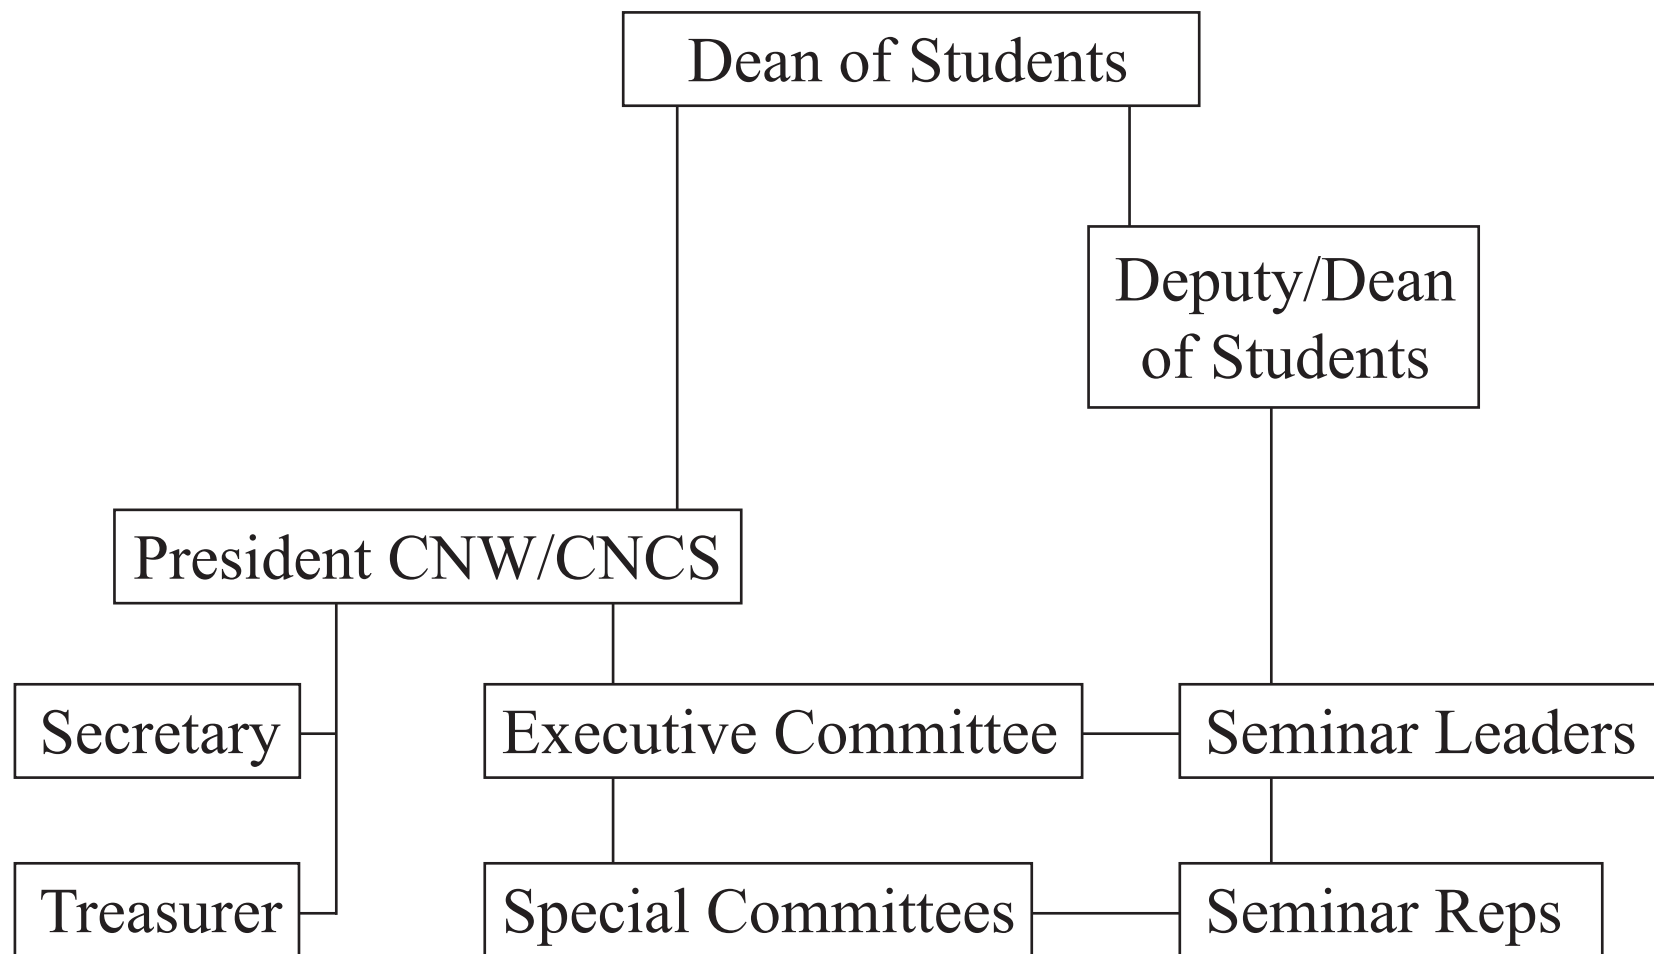 Dean of Students
Deputy/Dean
of Students
President CNW/CNCS
Secretary
Executive Committee
Seminar Leaders
Treasurer
Special Committees
Seminar Reps